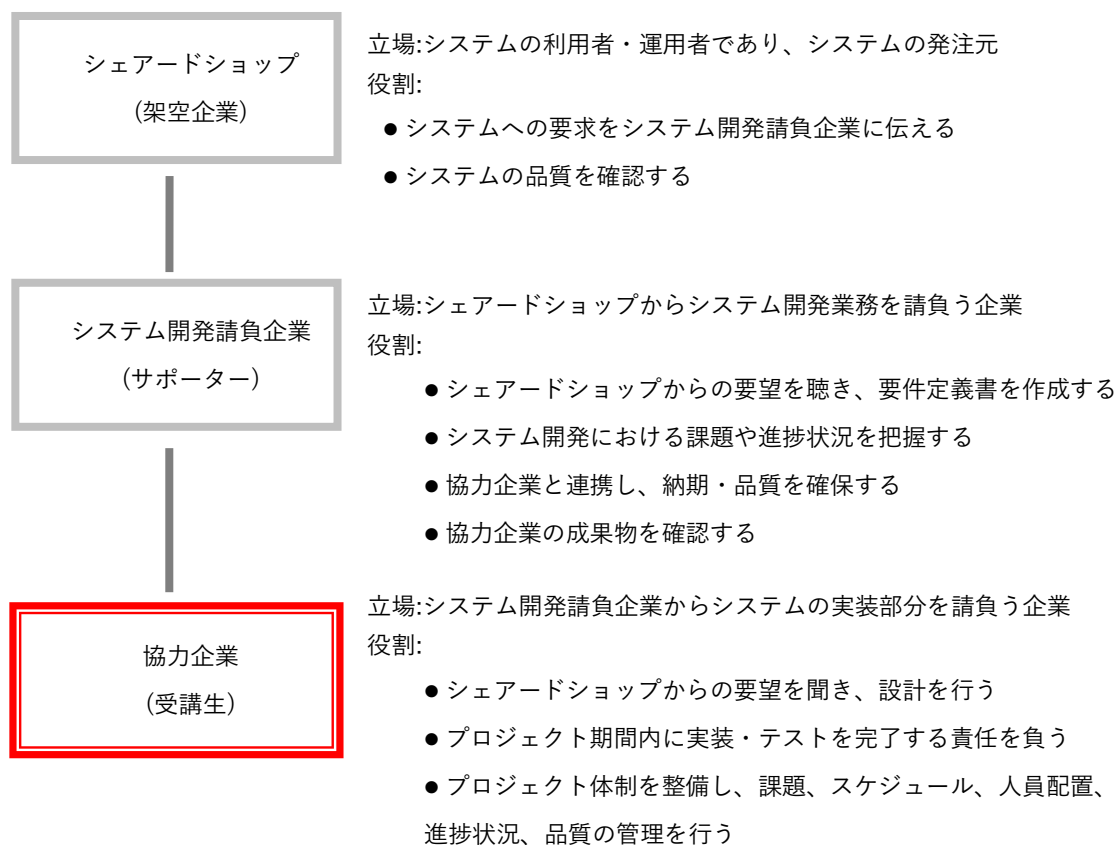 シェアードショップ
(架空企業)
立場:システムの利用者・運用者であり、システムの発注元
役割:
● システムへの要求をシステム開発請負企業に伝える
● システムの品質を確認する
システム開発請負企業
(サポーター)
立場:シェアードショップからシステム開発業務を請負う企業
役割:
● シェアードショップからの要望を聴き、要件定義書を作成する
● システム開発における課題や進捗状況を把握する
● 協力企業と連携し、納期・品質を確保する
● 協力企業の成果物を確認する
協力企業
(受講生)
立場:システム開発請負企業からシステムの実装部分を請負う企業
役割:
● シェアードショップからの要望を聞き、設計を行う
● プロジェクト期間内に実装・テストを完了する責任を負う
● プロジェクト体制を整備し、課題、スケジュール、人員配置、
進捗状況、品質の管理を行う